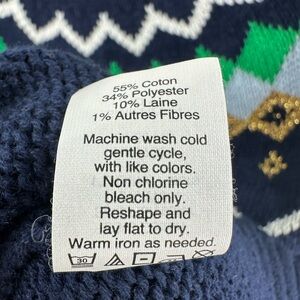 55% Coton
34% Polyester
10% Laine
1% Autres Fibres
Machine wash cold
gentle cycle,
with like colors.
Non chlorine
bleach only.
Reshape and
lay flat to dry.
Warm iron as needed.
30